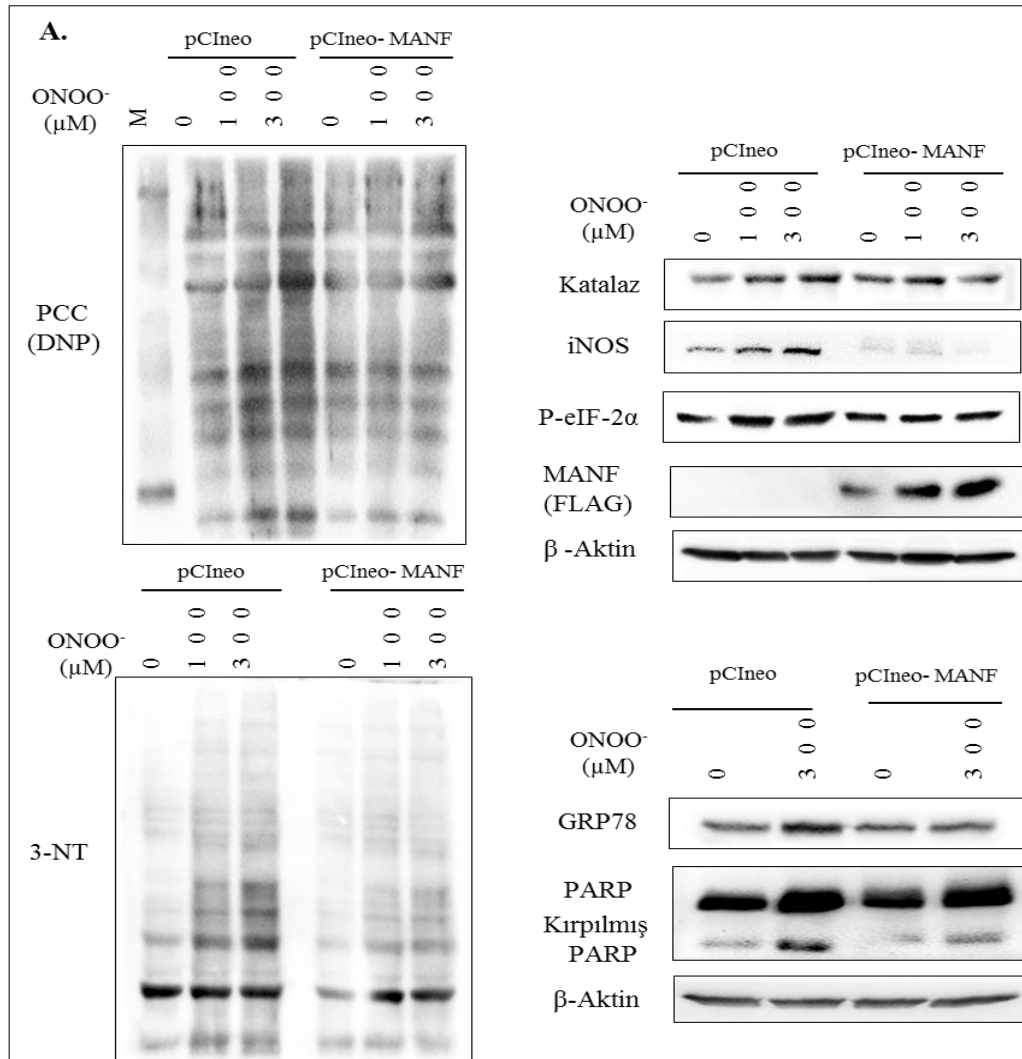 A.
pCIneo pCIneo- MANF
ONOO-
(µM)
M 0 100 300 0 100 300
PCC
(DNP)
pCIneo pCIneo- MANF
ONOO-
(µM)
0 100 300 0 100 300
3-NT
pCIneo pCIneo- MANF
ONOO-
(µM)
0 100 300 0 100 300
Katalaz
iNOS
P-eIF-2α
MANF
(FLAG)
β -Aktin
pCIneo pCIneo- MANF
ONOO-
(µM)
0 300 0 300
GRP78
PARP
Kırpılmış
PARP
β-Aktin